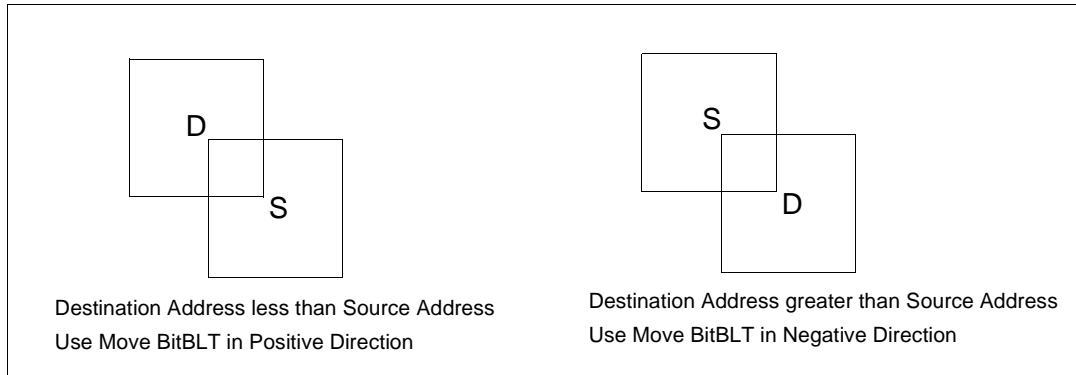 D
S
Destination Address less than Source Address
Use Move BitBLT in Positive Direction
S
D
Destination Address greater than Source Address
Use Move BitBLT in Negative Direction